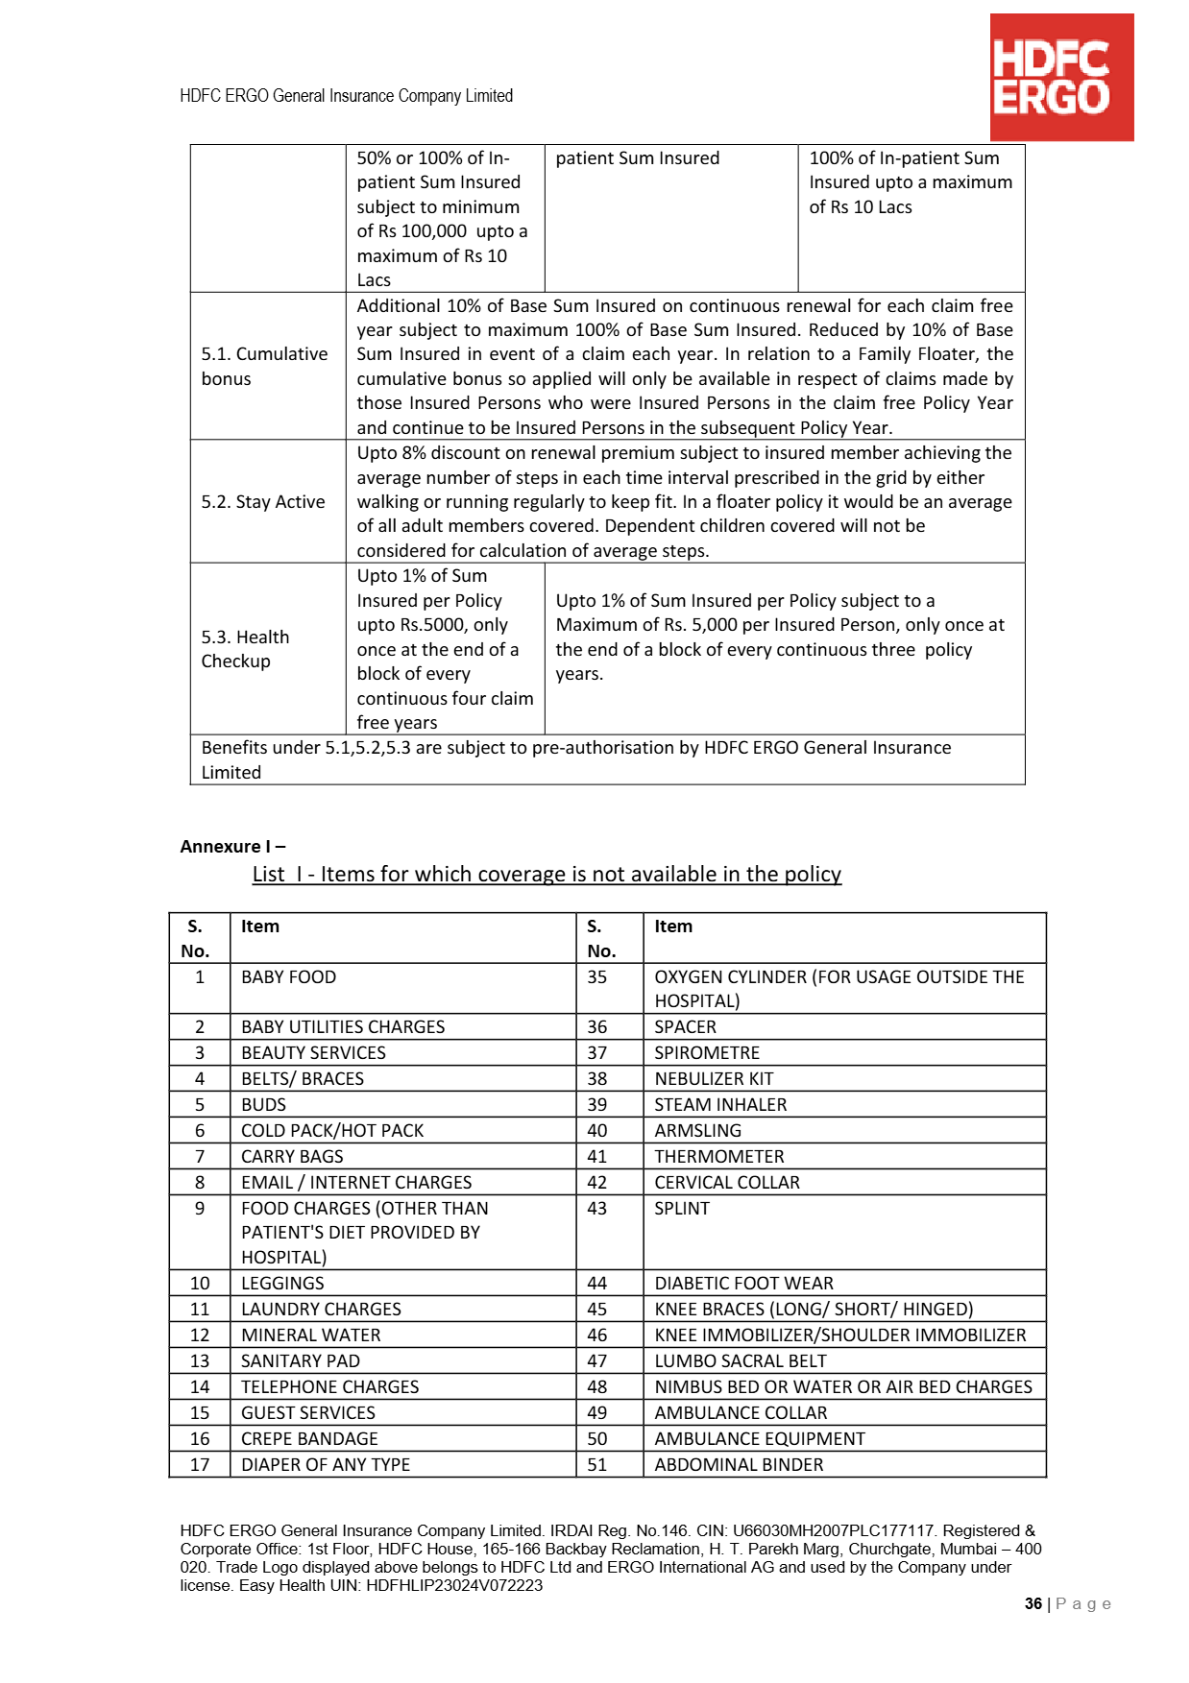 HDFC
ERGO
HDFC ERGO General Insurance Company Limited
50% or 100% of In-
patient Sum Insured
subject to minimum
of Rs 100,000 upto a
maximum of Rs 10
Lacs
patient Sum Insured
100% of In-patient Sum
Insured upto a maximum
of Rs 10 Lacs
5.1. Cumulative
bonus
Additional 10% of Base Sum Insured on continuous renewal for each claim free
year subject to maximum 100% of Base Sum Insured. Reduced by 10% of Base
Sum Insured in event of a claim each year. In relation to a Family Floater, the
cumulative bonus so applied will only be available in respect of claims made by
those Insured Persons who were Insured Persons in the claim free Policy Year
and continue to be Insured Persons in the subsequent Policy Year.
5.2. Stay Active
Upto 8% discount on renewal premium subject to insured member achieving the
average number of steps in each time interval prescribed in the grid by either
walking or running regularly to keep fit. In a floater policy it would be an average
of all adult members covered. Dependent children covered will not be
considered for calculation of average steps.
5.3. Health
Checkup
Upto 1% of Sum
Insured per Policy
upto Rs.5000, only
once at the end of a
block of every
continuous four claim
free years
Upto 1% of Sum Insured per Policy subject to a
Maximum of Rs. 5,000 per Insured Person, only once at
the end of a block of every continuous three policy
years.
Benefits under 5.1,5.2,5.3 are subject to pre-authorisation by HDFC ERGO General Insurance
Limited
Annexure I –
List I - Items for which coverage is not available in the policy
S.
No.
Item
S.
No.
Item
1 BABY FOOD
35 OXYGEN CYLINDER (FOR USAGE OUTSIDE THE
HOSPITAL)
2 BABY UTILITIES CHARGES 36 SPACER
3 BEAUTY SERVICES 37 SPIROMETRE
4 BELTS/ BRACES 38 NEBULIZER KIT
5 BUDS 39 STEAM INHALER
6 COLD PACK/HOT PACK 40 ARMSLING
7 CARRY BAGS 41 THERMOMETER
8 EMAIL / INTERNET CHARGES 42 CERVICAL COLLAR
9 FOOD CHARGES (OTHER THAN
PATIENT'S DIET PROVIDED BY
HOSPITAL)
43 SPLINT
10 LEGGINGS 44 DIABETIC FOOT WEAR
11 LAUNDRY CHARGES 45 KNEE BRACES (LONG/ SHORT/ HINGED)
12 MINERAL WATER 46 KNEE IMMOBILIZER/SHOULDER IMMOBILIZER
13 SANITARY PAD 47 LUMBO SACRAL BELT
14 TELEPHONE CHARGES 48 NIMBUS BED OR WATER OR AIR BED CHARGES
15 GUEST SERVICES 49 AMBULANCE COLLAR
16 CREPE BANDAGE 50 AMBULANCE EQUIPMENT
17 DIAPER OF ANY TYPE 51 ABDOMINAL BINDER
HDFC ERGO General Insurance Company Limited. IRDAI Reg. No.146. CIN: U66030MH2007PLC177117. Registered &
Corporate Office: 1st Floor, HDFC House, 165-166 Backbay Reclamation, H. T. Parekh Marg, Churchgate, Mumbai – 400
020. Trade Logo displayed above belongs to HDFC Ltd and ERGO International AG and used by the Company under
license. Easy Health UIN: HDFHLIP23024V072223
36 | Page